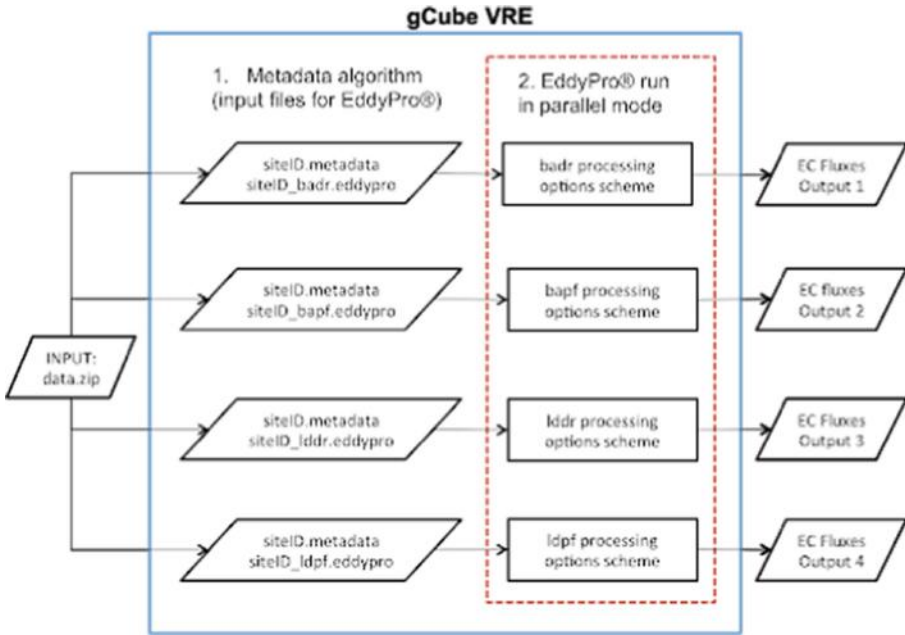 gCube VRE
1. Metadata algorithm
(input files for EddyPro®)
2. EddyPro® run
in parallel mode
siteID.metadata
siteID_badr.eddypro
badr processing
options scheme
EC Fluxes
Output 1
siteID.metadata
siteID_bapf.eddypro
bapf processing
options scheme
EC fluxes
Output 2
INPUT:
data.zip
siteID.metadata
siteID_lddr.eddypro
lddr processing
options scheme
EC Fluxes
Output 3
siteID.metadata
siteID_ldpf.eddypro
ldpf processing
options scheme
EC Fluxes
Output 4